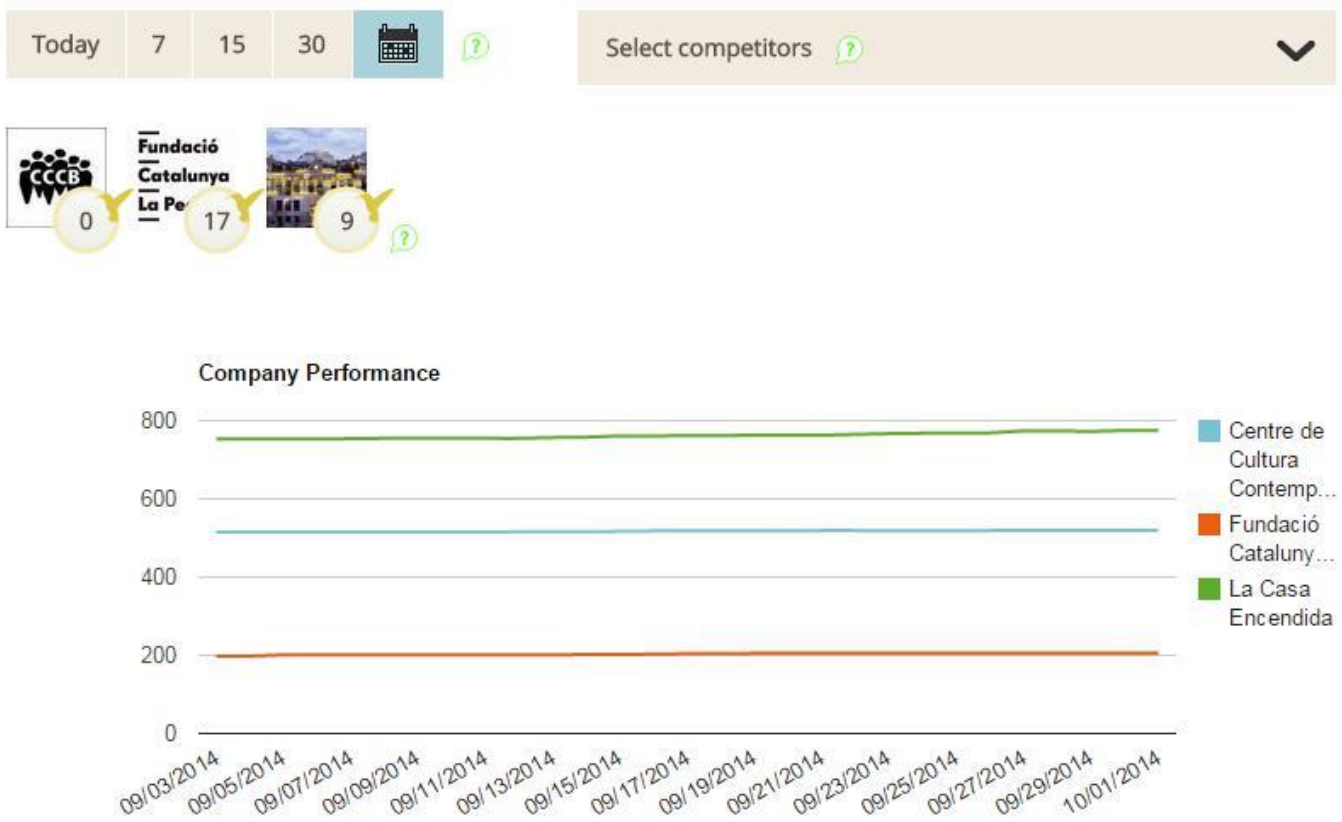 Today 7 15 30 ?
Select competitors ?
CCCB
0
Fundació
Catalunya
La Pe
17
9
?
Company Performance
800
600
400
200
0
09/03/2014 09/05/2014 09/07/2014 09/09/2014 09/11/2014 09/13/2014 09/15/2014 09/17/2014 09/19/2014 09/21/2014 09/23/2014 09/25/2014 09/27/2014 09/29/2014 10/01/2014
Centre de
Cultura
Contemp...
Fundació
Cataluny...
La Casa
Encendida